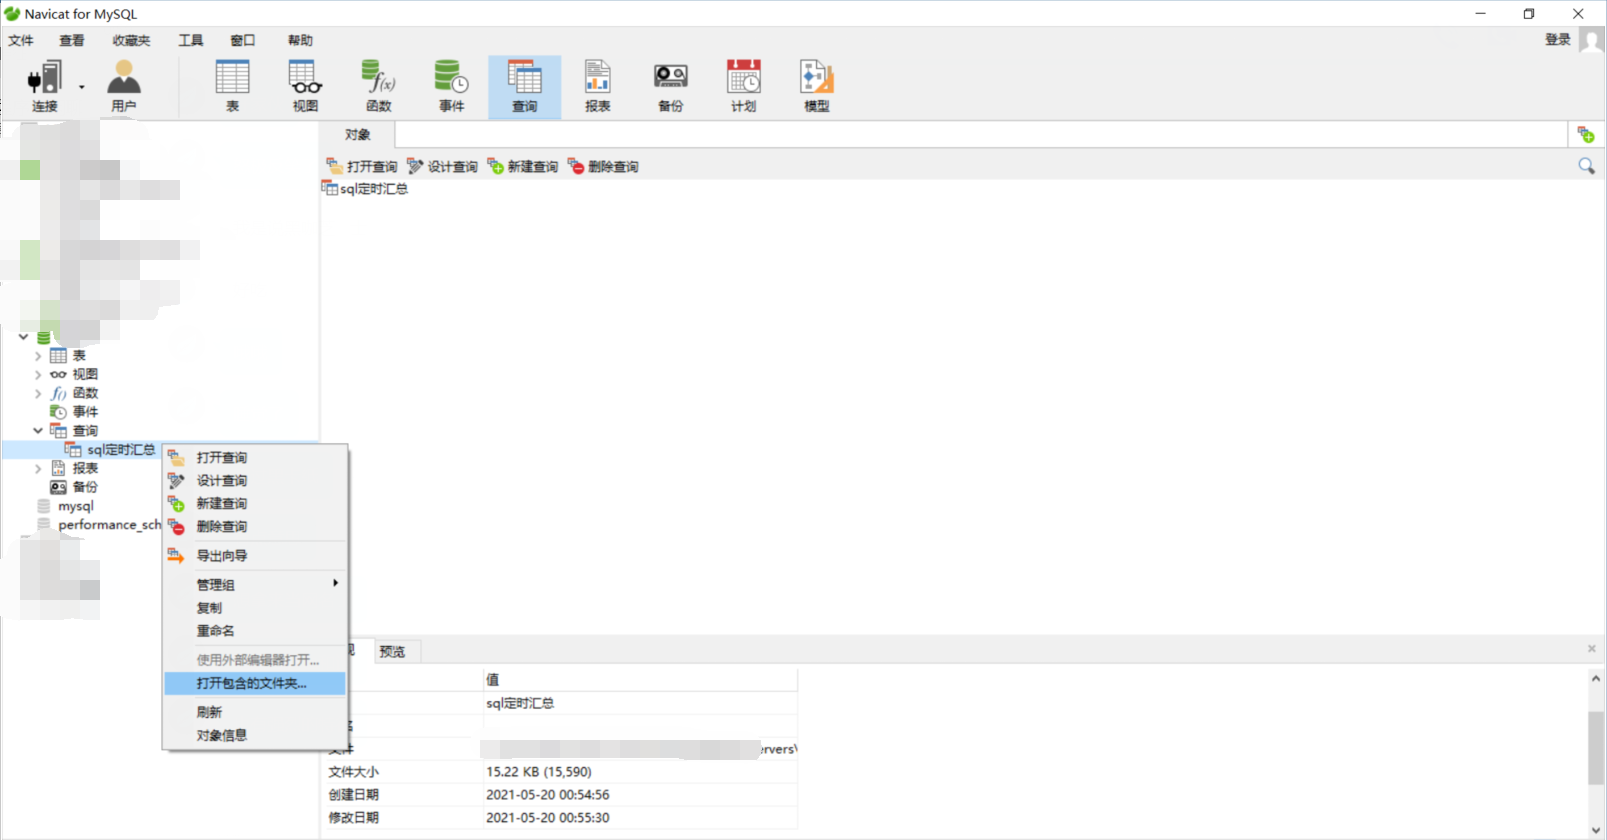 Navicat for MySQL
文件 查看 收藏夹 工具 窗口 帮助 登录
连接 用户 表 视图 函数 事件 查询 报表 备份 计划 模型
对象
打开查询 设计查询 新建查询 删除查询
sql定时汇总
表
视图
函数
事件
查询
sql定时汇总
报表
备份
mysql
performance_sch
打开查询
设计查询
新建查询
删除查询
导出向导
管理组
复制
重命名
使用外部编辑器打开...
打开包含的文件夹...
刷新
对象信息
预览
值
sql定时汇总
名
文件 ervers\
文件大小 15.22 KB (15,590)
创建日期 2021-05-20 00:54:56
修改日期 2021-05-20 00:55:30